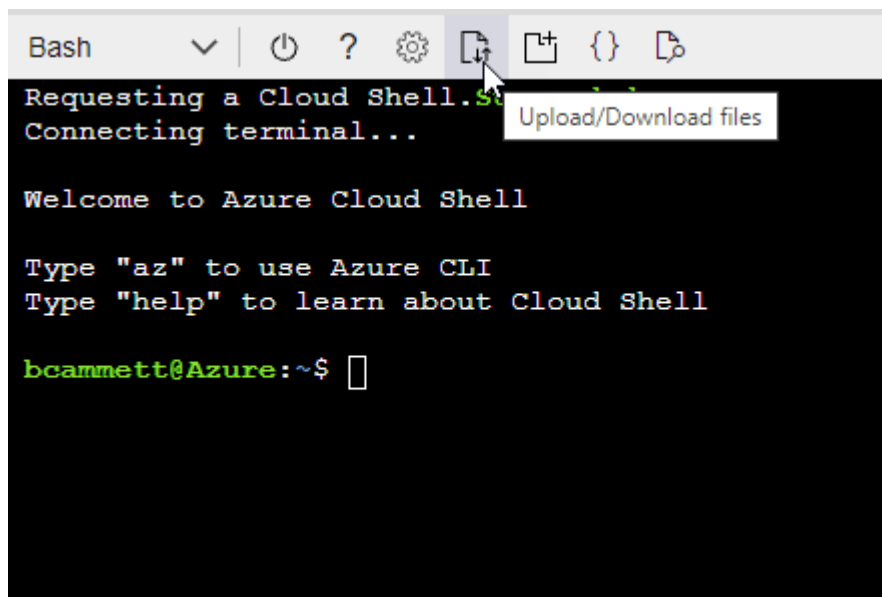 Bash ?  {}
Requesting a Cloud Shell.
Upload/Download files
Connecting terminal...
Welcome to Azure Cloud Shell
Type "az" to use Azure CLI
Type "help" to learn about Cloud Shell
bcammett@Azure:~$